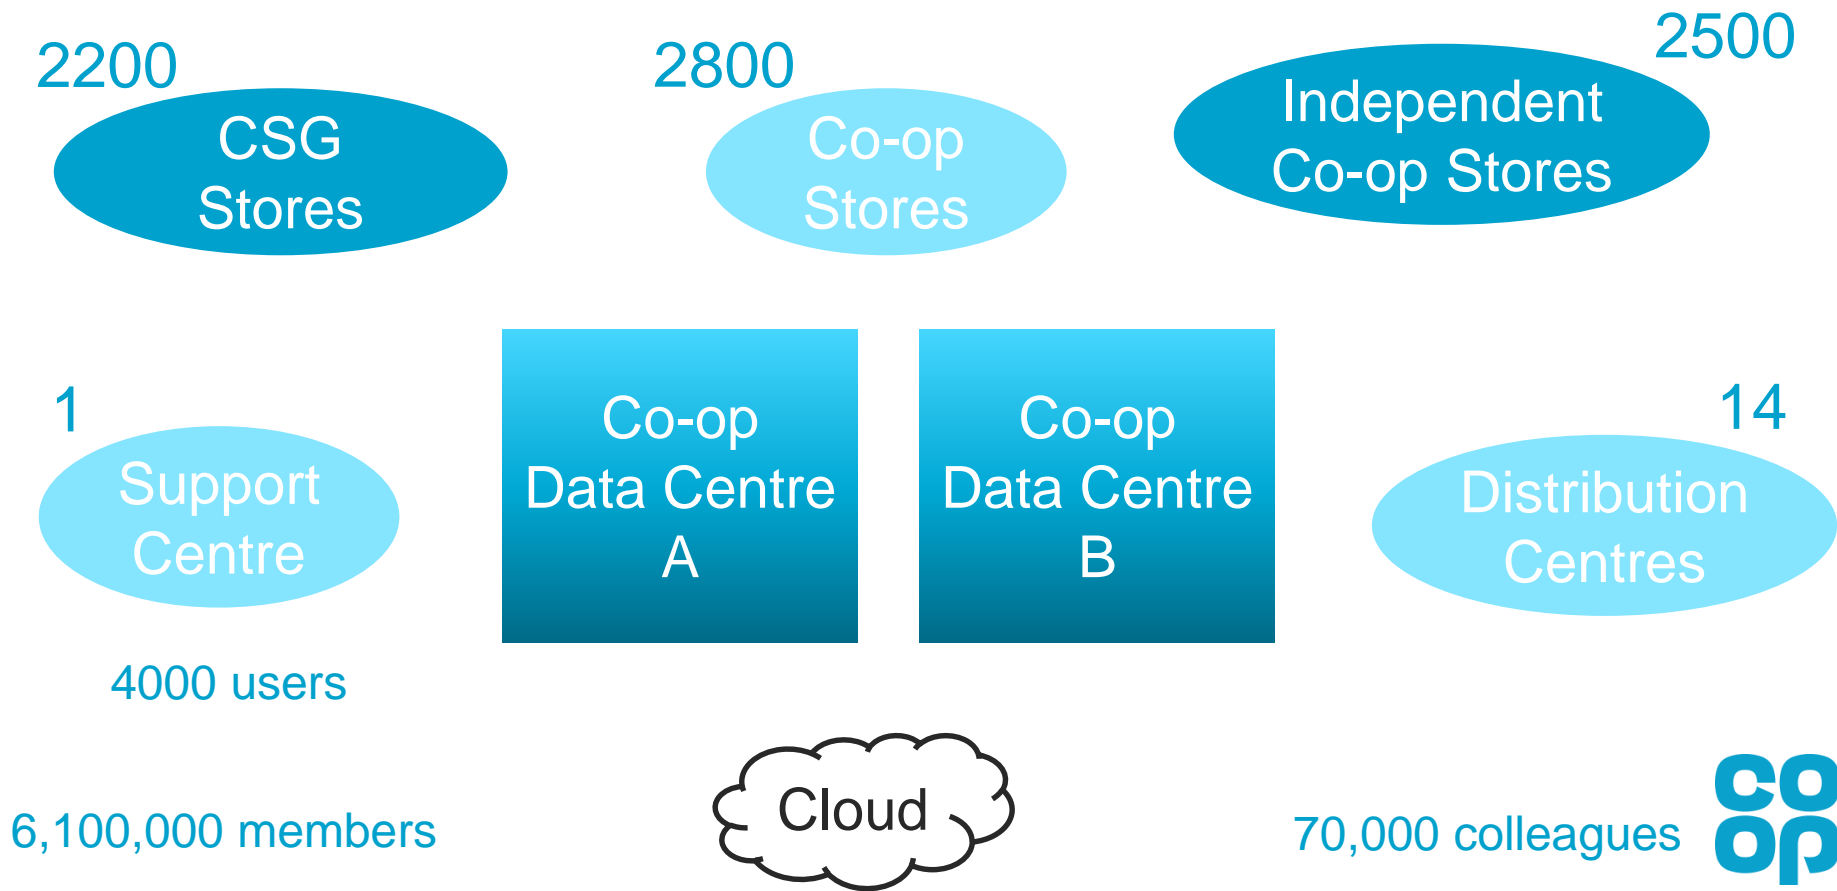 2200
CSG
Stores
2800
Co-op
Stores
2500
Independent
Co-op Stores
1
Support
Centre
4000 users
Co-op
Data Centre
A
Co-op
Data Centre
B
14
Distribution
Centres
6,100,000 members
Cloud
70,000 colleagues
co
op